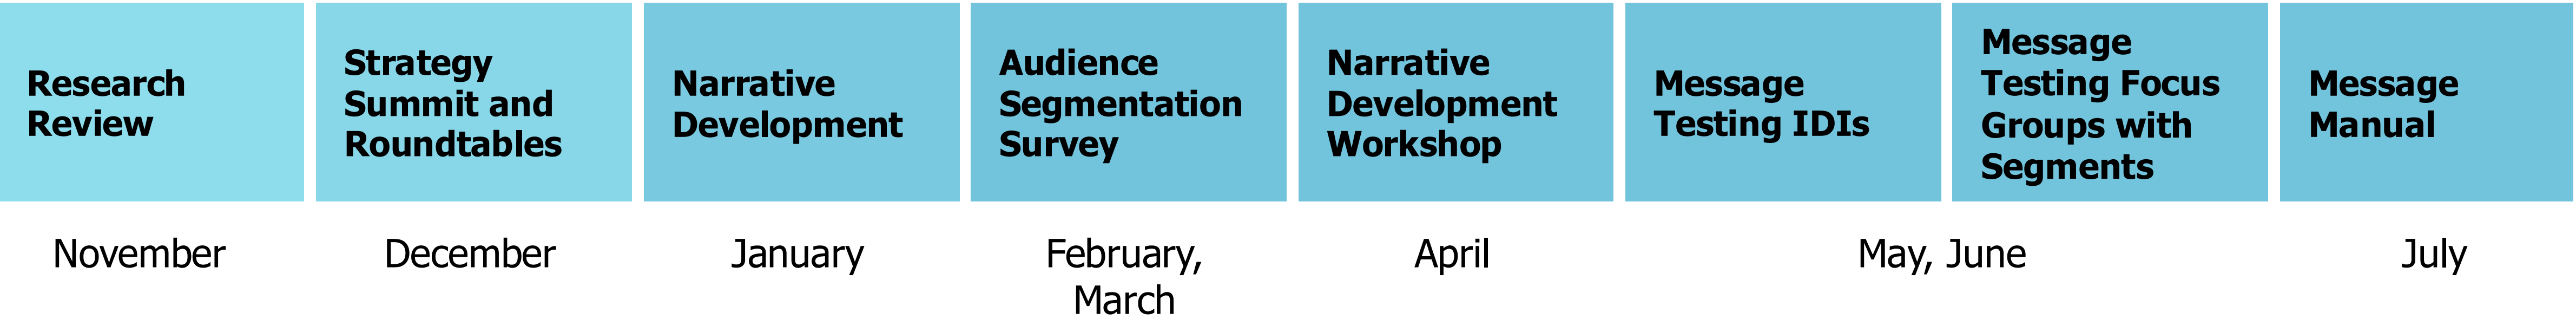 Research
Review
Strategy
Summit and
Roundtables
Narrative
Development
Audience
Segmentation
Survey
Narrative
Development
Workshop
Message
Testing IDIs
Message
Testing Focus
Groups with
Segments
Message
Manual
November
December
January
February,
March
April
May, June
July